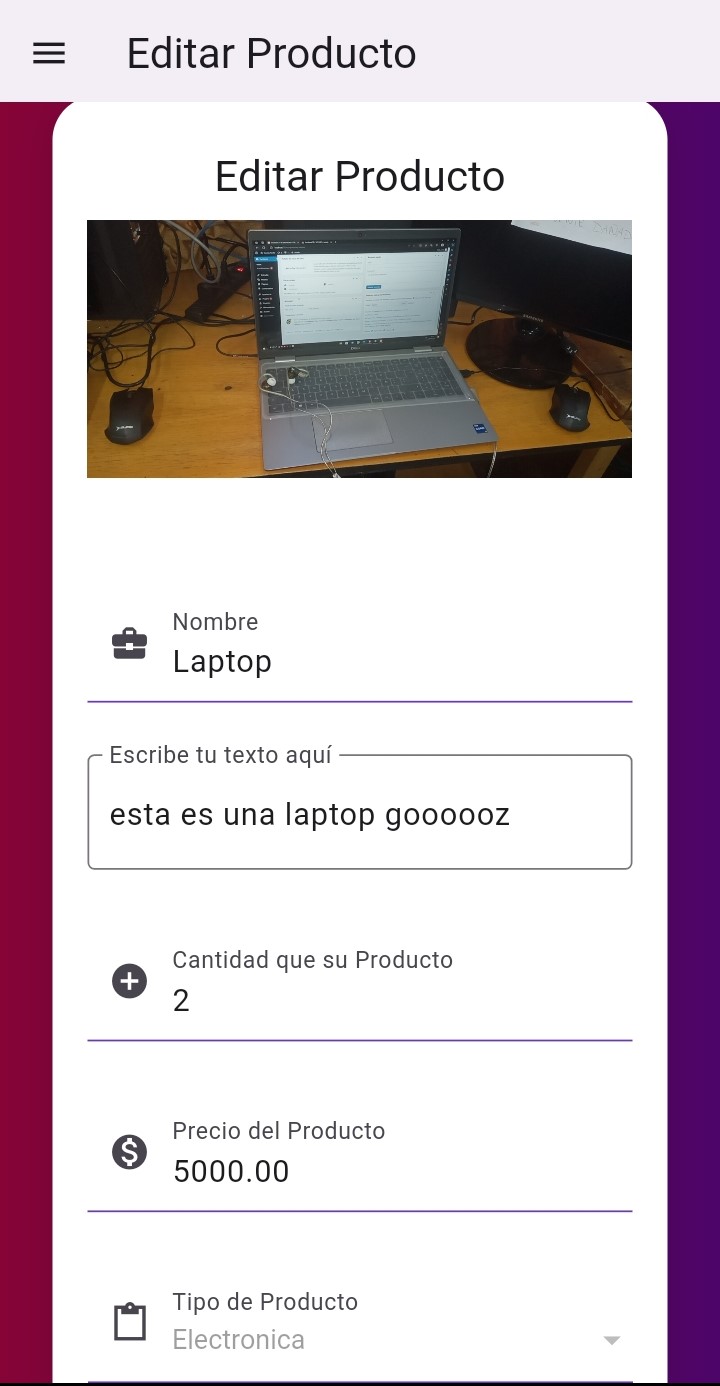 Editar Producto
Editar Producto
Nombre
Laptop
Escribe tu texto aquí
esta es una laptop goooooz
Cantidad que su Producto
2
Precio del Producto
5000.00
Tipo de Producto
Electronica